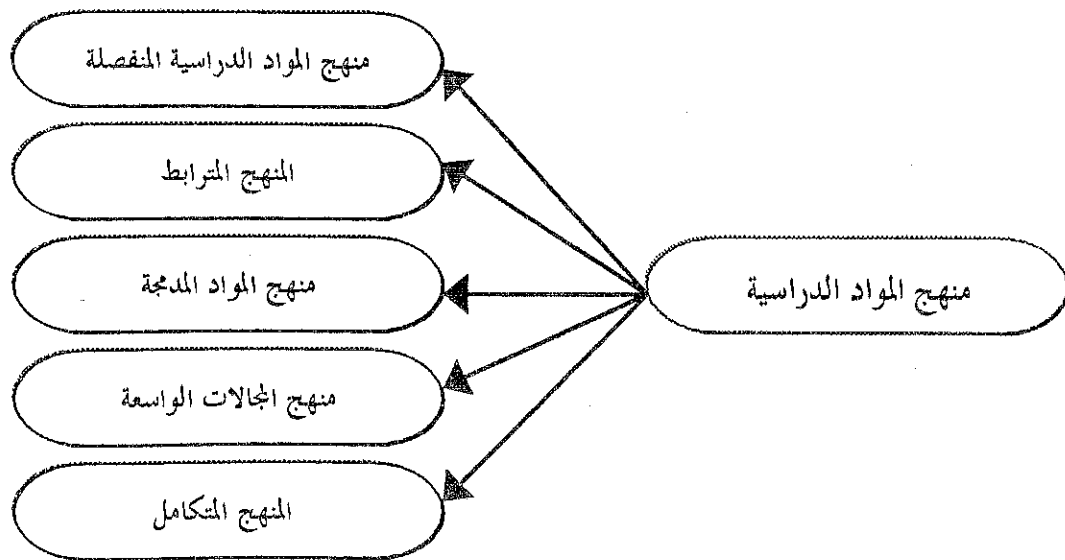 منهج المواد الدراسية
منهج المواد الدراسية المنفصلة
المنهج المترابط
منهج المواد المدمجة
منهج المجالات الواسعة
المنهج المتكامل